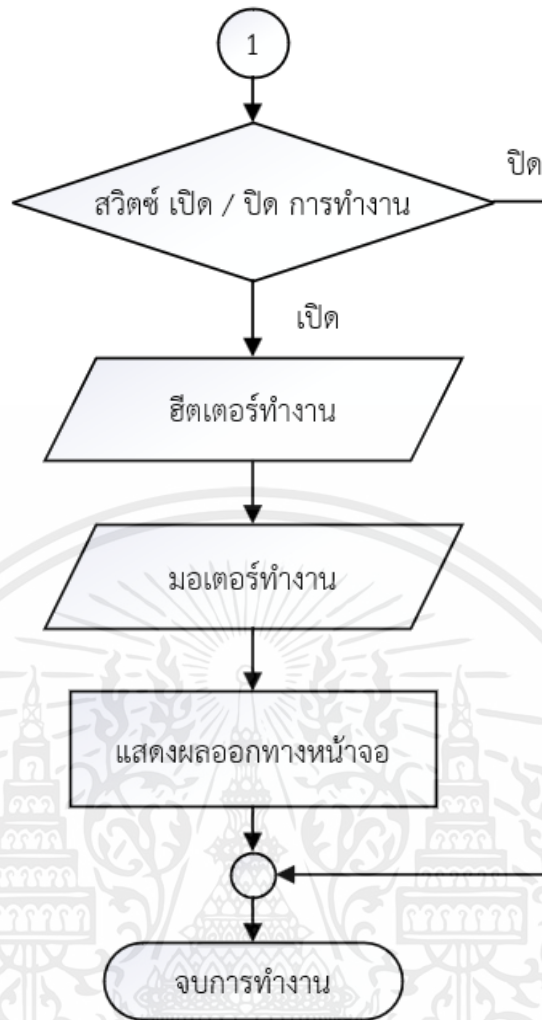 1
สวิตซ์ เปิด / ปิด การทำงาน
ปิด
เปิด
ฮีตเตอร์ทำงาน
มอเตอร์ทำงาน
แสดงผลออกทางหน้าจอ
จบการทำงาน